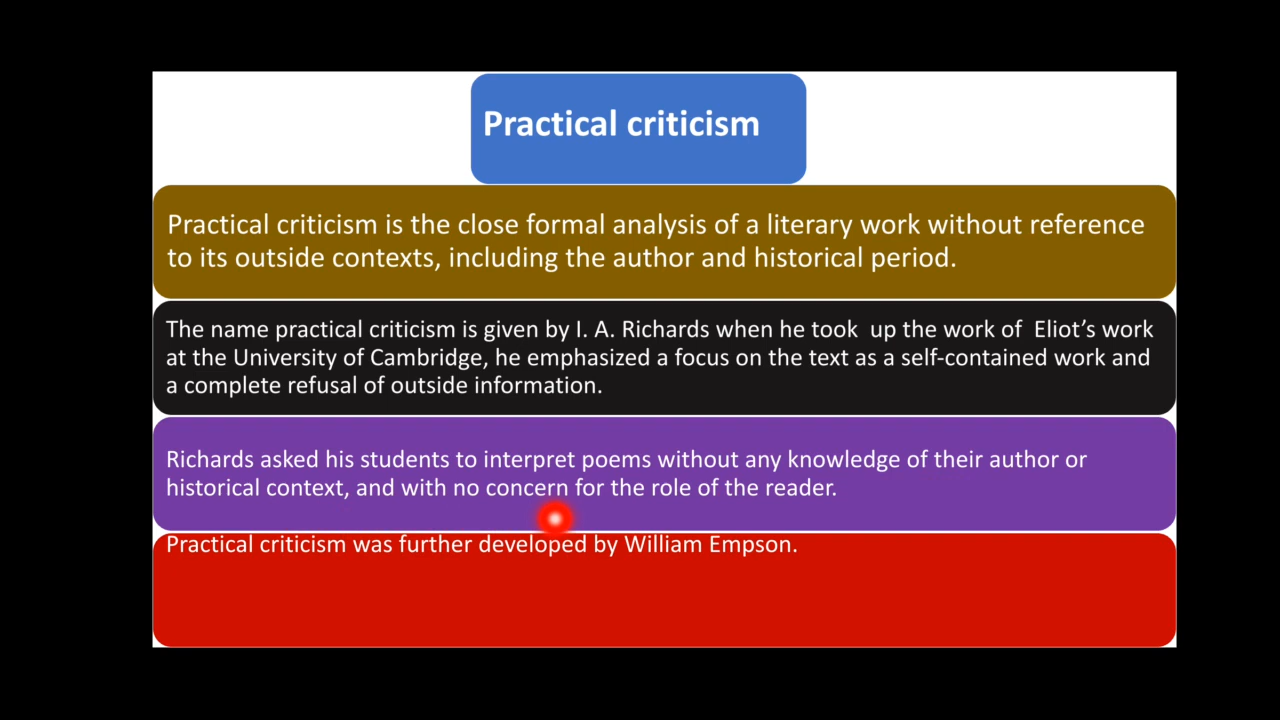 Practical criticism
Practical criticism is the close formal analysis of a literary work without reference
to its outside contexts, including the author and historical period.
The name practical criticism is given by I. A. Richards when he took  up the work of  Eliot’s work
at the University of Cambridge, he emphasized a focus on the text as a self-contained work and
a complete refusal of outside information.
Richards asked his students to interpret poems without any knowledge of their author or
historical context, and with no concern for the role of the reader.
Practical criticism was further developed by William Empson.